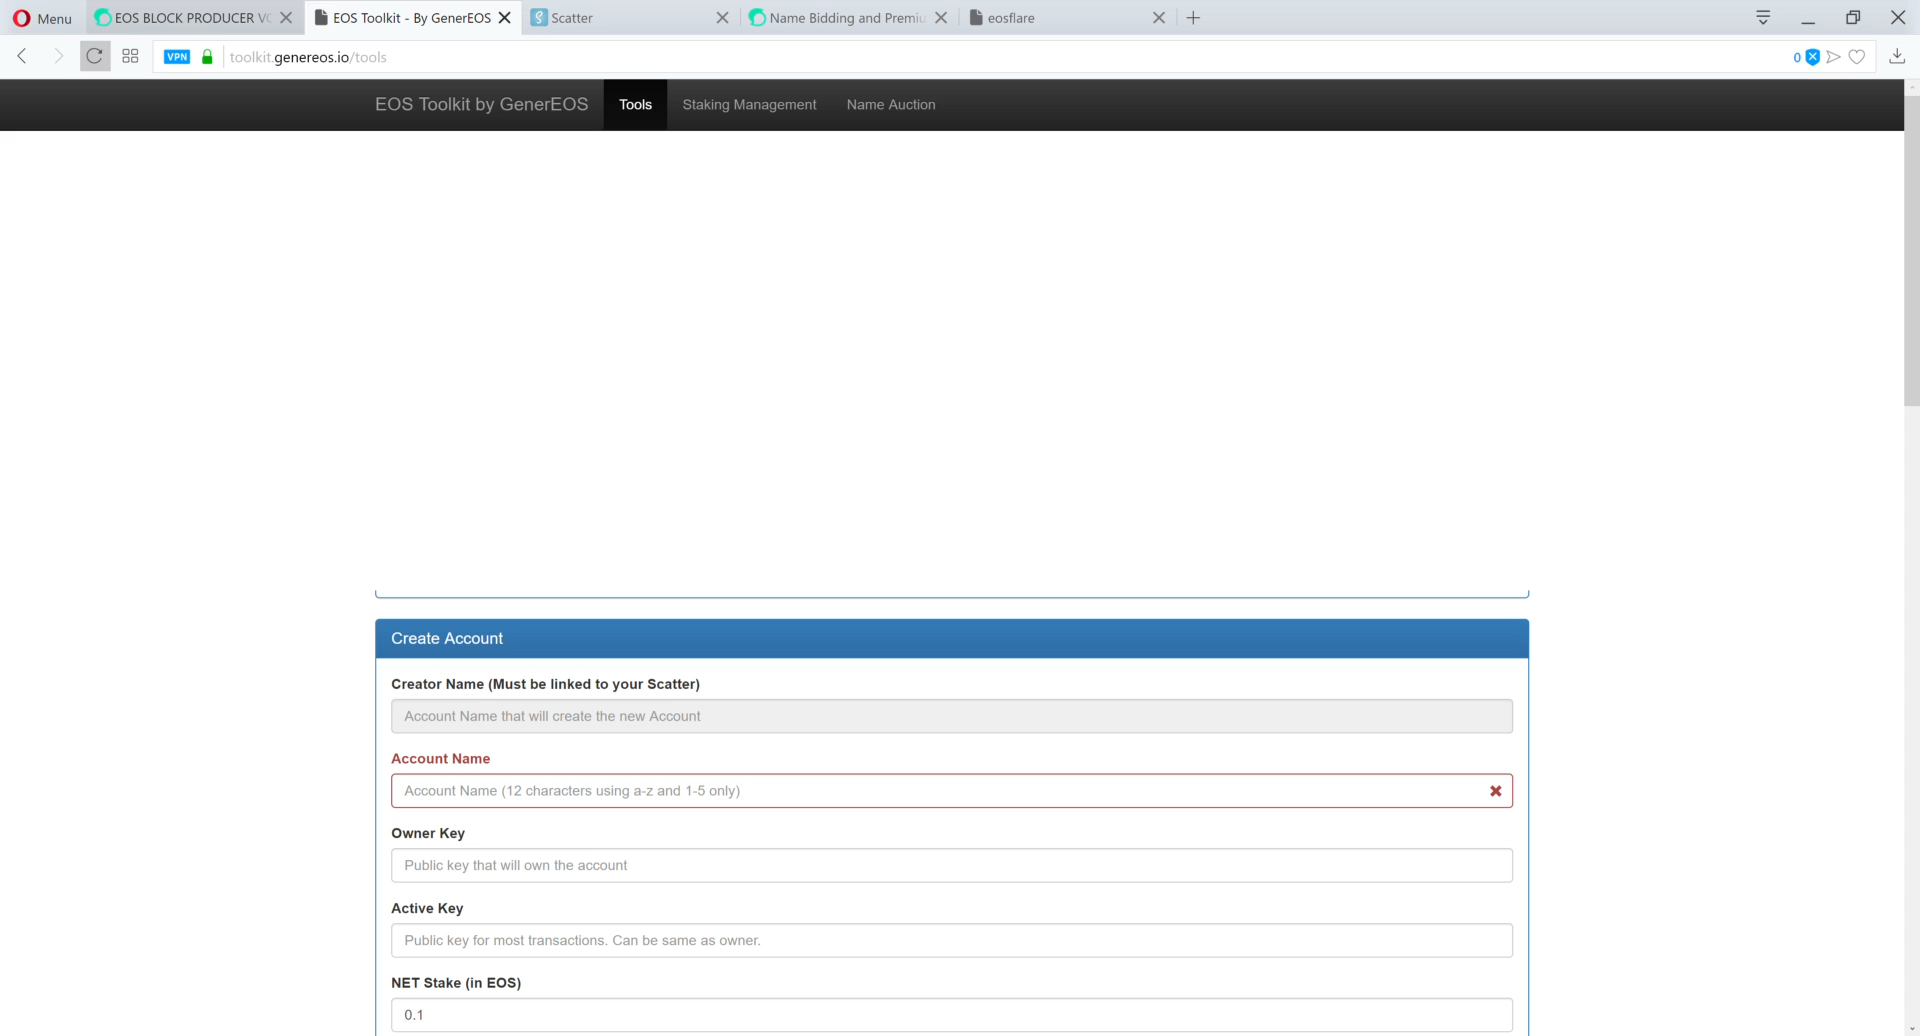 Menu
EOS BLOCK PRODUCER VO
EOS Toolkit - By GenerEOS
Scatter
Name Bidding and Premiu
eosflare
VPN
toolkit.genereos.io/tools
0
EOS Toolkit by GenerEOS
Tools
Staking Management
Name Auction
Create Account
Creator Name (Must be linked to your Scatter)
Account Name that will create the new Account
Account Name
Account Name (12 characters using a-z and 1-5 only)
Owner Key
Public key that will own the account
Active Key
Public key for most transactions. Can be same as owner.
NET Stake (in EOS)
0.1